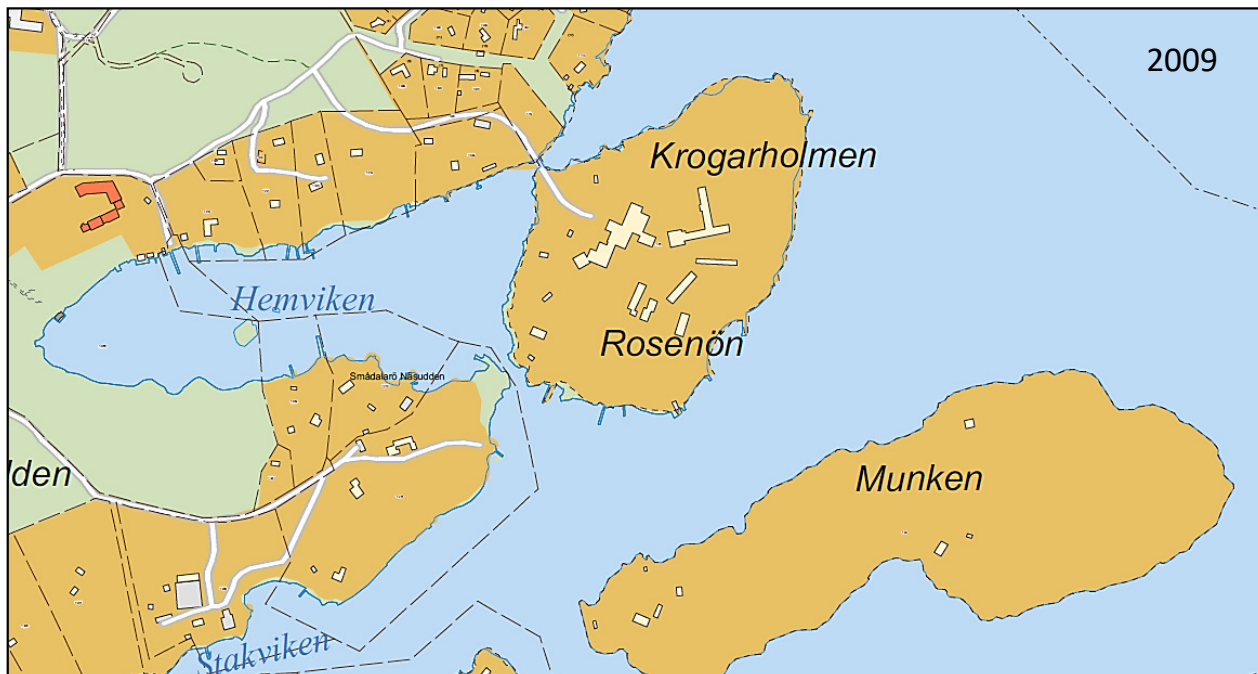 2009
Krogarholmen
Hemviken
Rosenön
Smådalarö Näsudden
lden
Munken
Stakviken